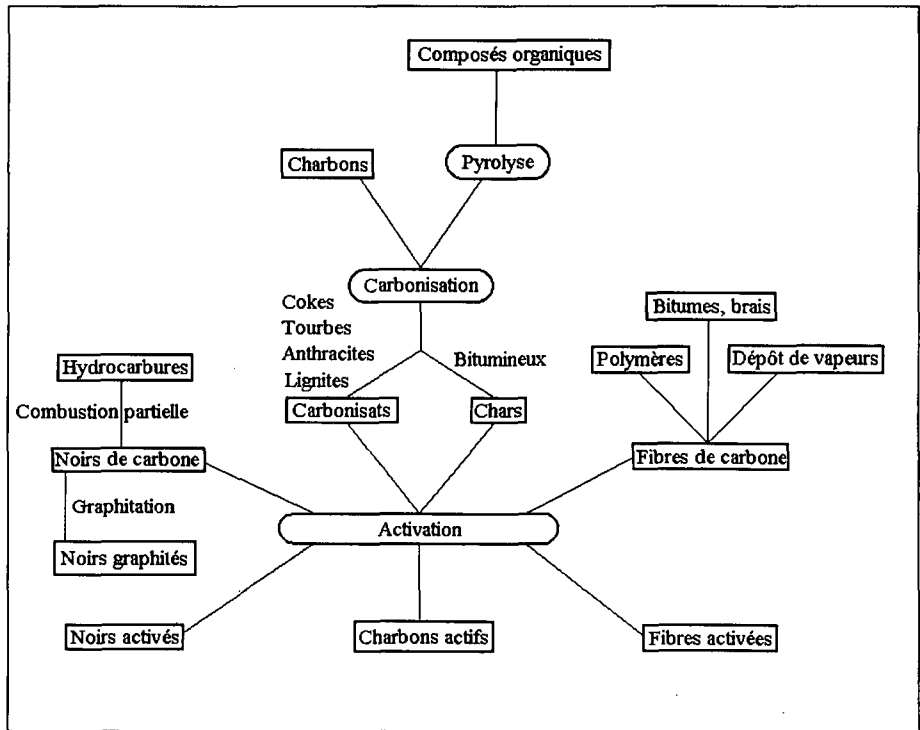 Composés organiques
Charbons
Pyrolyse
Carbonisation
Cokes
Tourbes
Anthracites
Lignites
Bitumineux
Carbonisats
Chars
Bitumes, brais
Polymères
Dépôt de vapeurs
Fibres de carbone
Hydrocarbures
Combustion partielle
Noirs de carbone
Graphitation
Noirs graphités
Activation
Noirs activés
Charbons actifs
Fibres activées